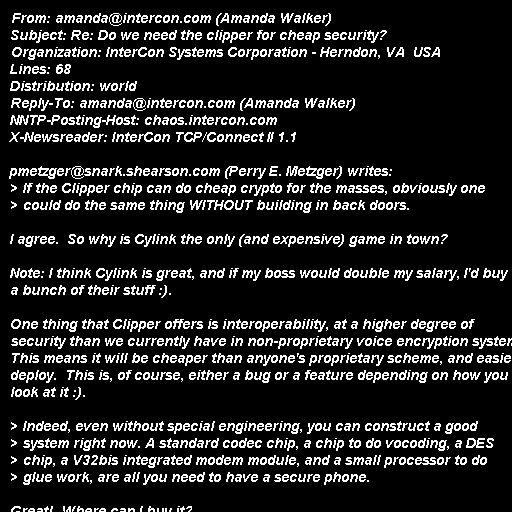 From: amanda@intercon.com (Amanda Walker)
Subject: Re: Do we need the clipper for cheap security?
Organization: InterCon Systems Corporation - Herndon, VA  USA
Lines: 68
Distribution: world
Reply-To: amanda@intercon.com (Amanda Walker)
NNTP-Posting-Host: chaos.intercon.com
X-Newsreader: InterCon TCP/Connect II 1.1

pmetzger@snark.shearson.com (Perry E. Metzger) writes:
> If the Clipper chip can do cheap crypto for the masses, obviously one
> could do the same thing WITHOUT building in back doors.

I agree.  So why is Cylink the only (and expensive) game in town?

Note: I think Cylink is great, and if my boss would double my salary, I'd buy
a bunch of their stuff :).

One thing that Clipper offers is interoperability, at a higher degree of
security than we currently have in non-proprietary voice encryption system
This means it will be cheaper than anyone's proprietary scheme, and easie
deploy.  This is, of course, either a bug or a feature depending on how you
look at it :).

> Indeed, even without special engineering, you can construct a good
> system right now. A standard codec chip, a chip to do vocoding, a DES
> chip, a V32bis integrated modem module, and a small processor to do
> glue work, are all you need to have a secure phone.

Great!  Where can I buy it?